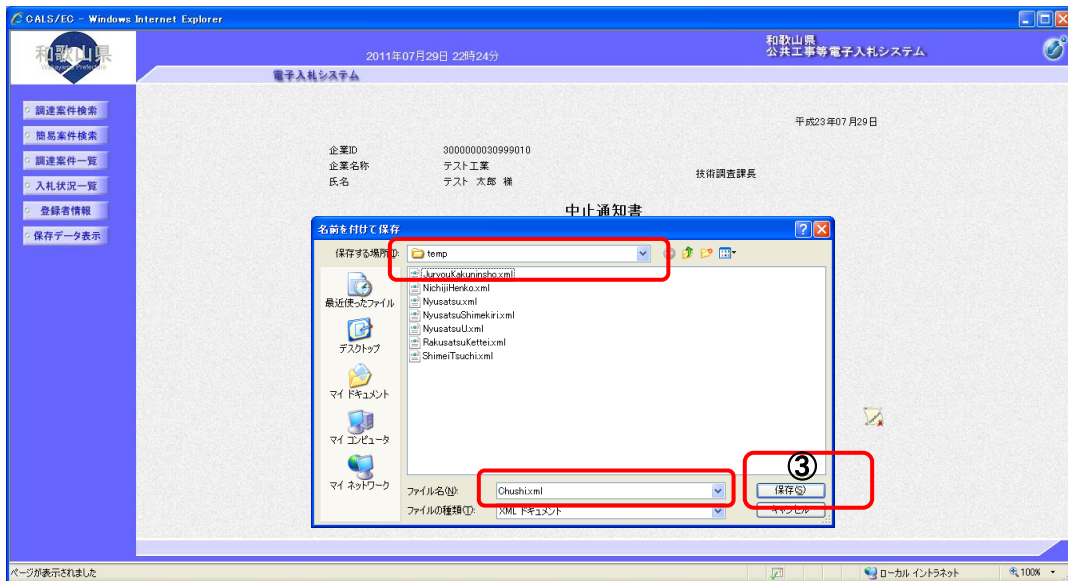 CALS/EC - Windows Internet Explorer
和歌山県
Wakayama Prefecture
2011年07月29日 22時24分
和歌山県
公共工事等電子入札システム
電子入札システム
調達案件検索
簡易案件検索
調達案件一覧
入札状況一覧
登録者情報
保存データ表示
平成23年07月29日
企業ID 3000000030999010
企業名称 テスト工業
氏名 テスト 太郎 様
技術調査課長
中止通知書
名前を付けて保存
保存する場所(I): temp
最近使ったファイル
デスクトップ
マイ ドキュメント
マイ コンピュータ
マイ ネットワーク
JuryouKakuninsho.xml
NichijiHenko.xml
Nyusatsu.xml
NyusatsuShimekiri.xml
NyusatsuU.xml
RakusatsuKettei.xml
ShimeiTsuchi.xml
③
ファイル名(N): Chushi.xml 保存(S)
ファイルの種類(T): XML ドキュメント キャンセル
ページが表示されました
ローカル イントラネット
100%